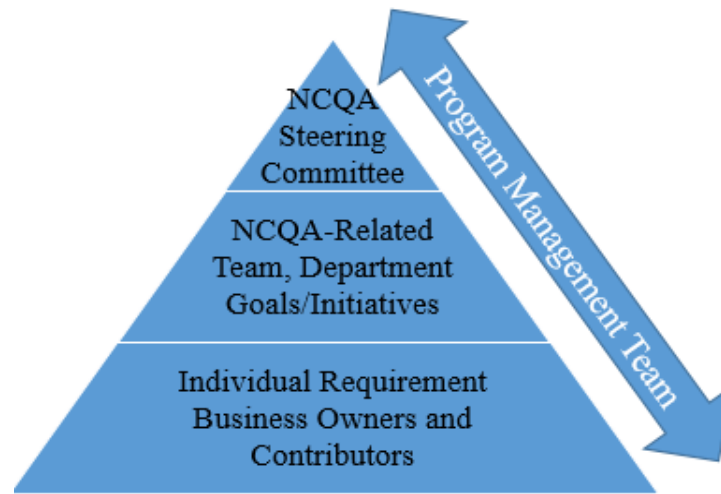 NCQA
Steering
Committee
NCQA-Related
Team, Department
Goals/Initiatives
Individual Requirement
Business Owners and
Contributors
Program Management Team